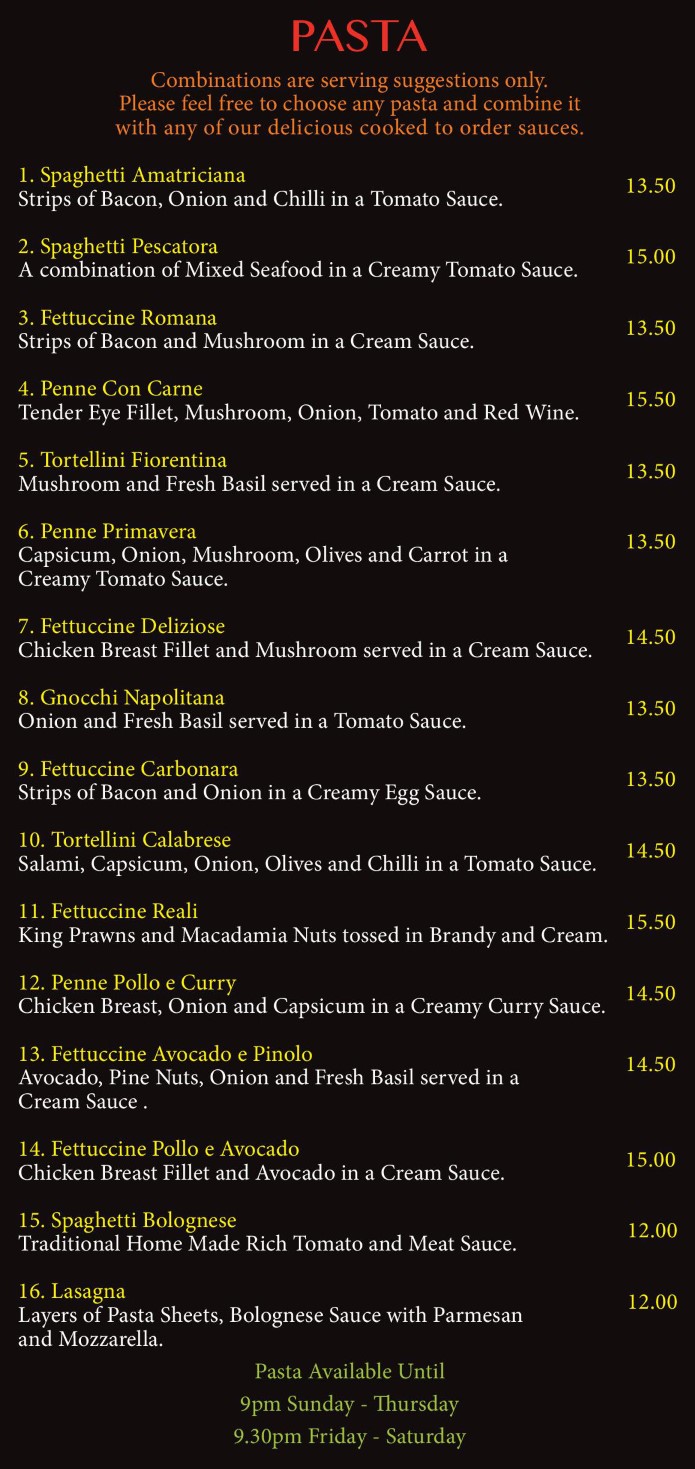 PASTA
Combinations are serving suggestions only.
Please feel free to choose any pasta and combine it
with any of our delicious cooked to order sauces.
1. Spaghetti Amatriciana
Strips of Bacon, Onion and Chilli in a Tomato Sauce.
13.50
2. Spaghetti Pescatora
A combination of Mixed Seafood in a Creamy Tomato Sauce.
15.00
3. Fettuccine Romana
Strips of Bacon and Mushroom in a Cream Sauce.
13.50
4. Penne Con Carne
Tender Eye Fillet, Mushroom, Onion, Tomato and Red Wine.
15.50
5. Tortellini Fiorentina
Mushroom and Fresh Basil served in a Cream Sauce.
13.50
6. Penne Primavera
Capsicum, Onion, Mushroom, Olives and Carrot in a
Creamy Tomato Sauce.
13.50
7. Fettuccine Deliziose
Chicken Breast Fillet and Mushroom served in a Cream Sauce.
14.50
8. Gnocchi Napolitana
Onion and Fresh Basil served in a Tomato Sauce.
13.50
9. Fettuccine Carbonara
Strips of Bacon and Onion in a Creamy Egg Sauce.
13.50
10. Tortellini Calabrese
Salami, Capsicum, Onion, Olives and Chilli in a Tomato Sauce.
14.50
11. Fettuccine Reali
King Prawns and Macadamia Nuts tossed in Brandy and Cream.
15.50
12. Penne Pollo e Curry
Chicken Breast, Onion and Capsicum in a Creamy Curry Sauce.
14.50
13. Fettuccine Avocado e Pinolo
Avocado, Pine Nuts, Onion and Fresh Basil served in a
Cream Sauce .
14.50
14. Fettuccine Pollo e Avocado
Chicken Breast Fillet and Avocado in a Cream Sauce.
15.00
15. Spaghetti Bolognese
Traditional Home Made Rich Tomato and Meat Sauce.
12.00
16. Lasagna
Layers of Pasta Sheets, Bolognese Sauce with Parmesan
and Mozzarella.
12.00
Pasta Available Until
9pm Sunday - Thursday
9.30pm Friday - Saturday